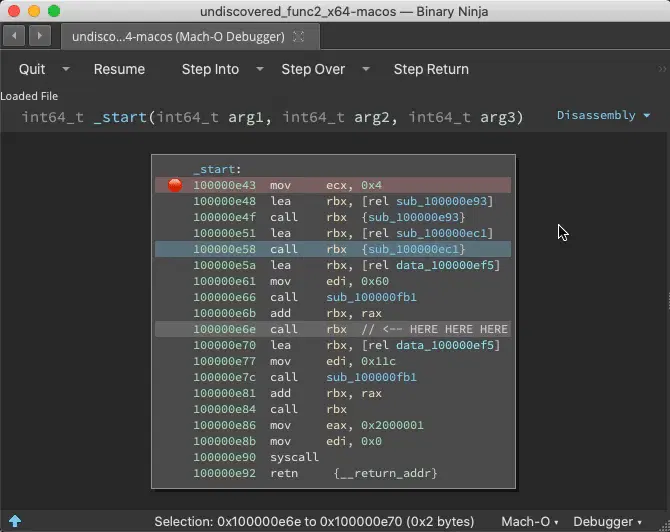 undiscovered_func2_x64-macos — Binary Ninja
undisco...4-macos (Mach-O Debugger)
Quit Resume Step Into Step Over Step Return
Loaded File
int64_t _start(int64_t arg1, int64_t arg2, int64_t arg3) Disassembly
_start:
100000e43 mov ecx, 0x4
100000e48 lea rbx, [rel sub_100000e93]
100000e4f call rbx {sub_100000e93}
100000e51 lea rbx, [rel sub_100000ec1]
100000e58 call rbx {sub_100000ec1}
100000e5a lea rbx, [rel data_100000ef5]
100000e61 mov edi, 0x60
100000e66 call sub_100000fb1
100000e6b add rbx, rax
100000e6e call rbx // <-- HERE HERE HERE
100000e70 lea rbx, [rel data_100000ef5]
100000e77 mov edi, 0x11c
100000e7c call sub_100000fb1
100000e81 add rbx, rax
100000e84 call rbx
100000e86 mov eax, 0x2000001
100000e8b mov edi, 0x0
100000e90 syscall
100000e92 retn {__return_addr}
Selection: 0x100000e6e to 0x100000e70 (0x2 bytes) Mach-O Debugger